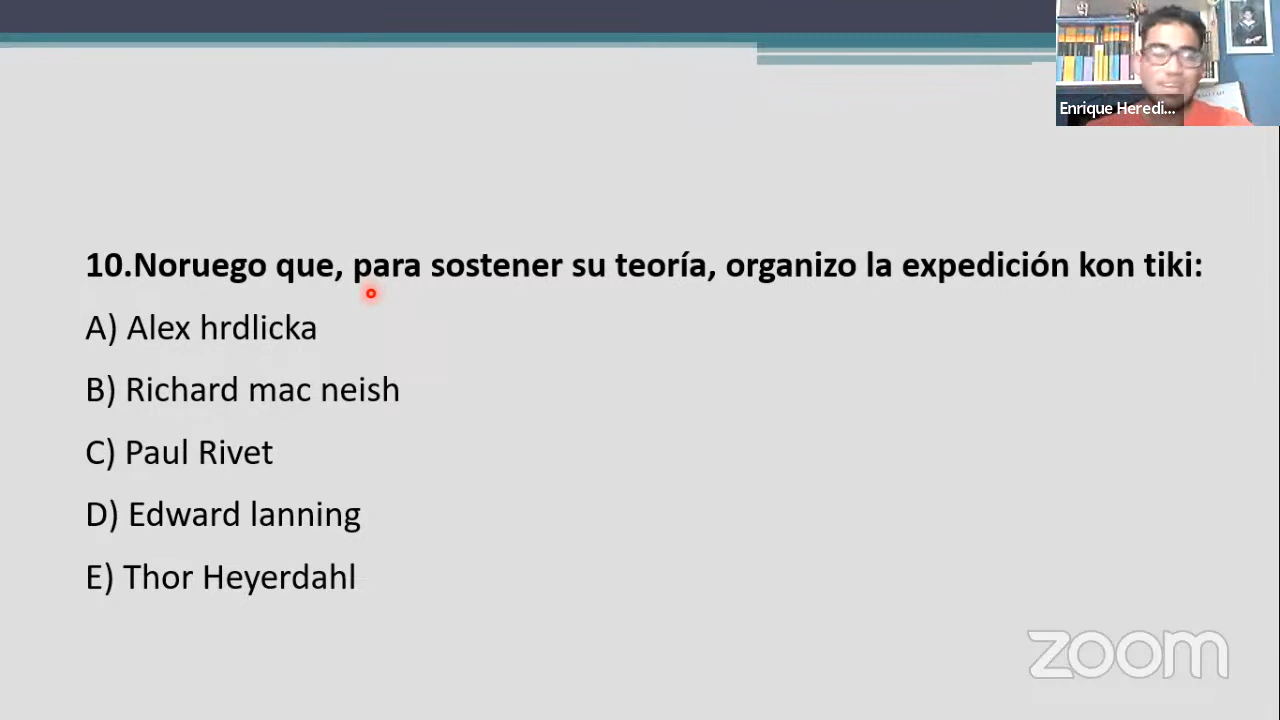 Enrique Heredi...
10.Noruego que, para sostener su teoría, organizo la expedición kon tiki:
A) Alex hrdlicka
B) Richard mac neish
C) Paul Rivet
D) Edward lanning
E) Thor Heyerdahl
zoom